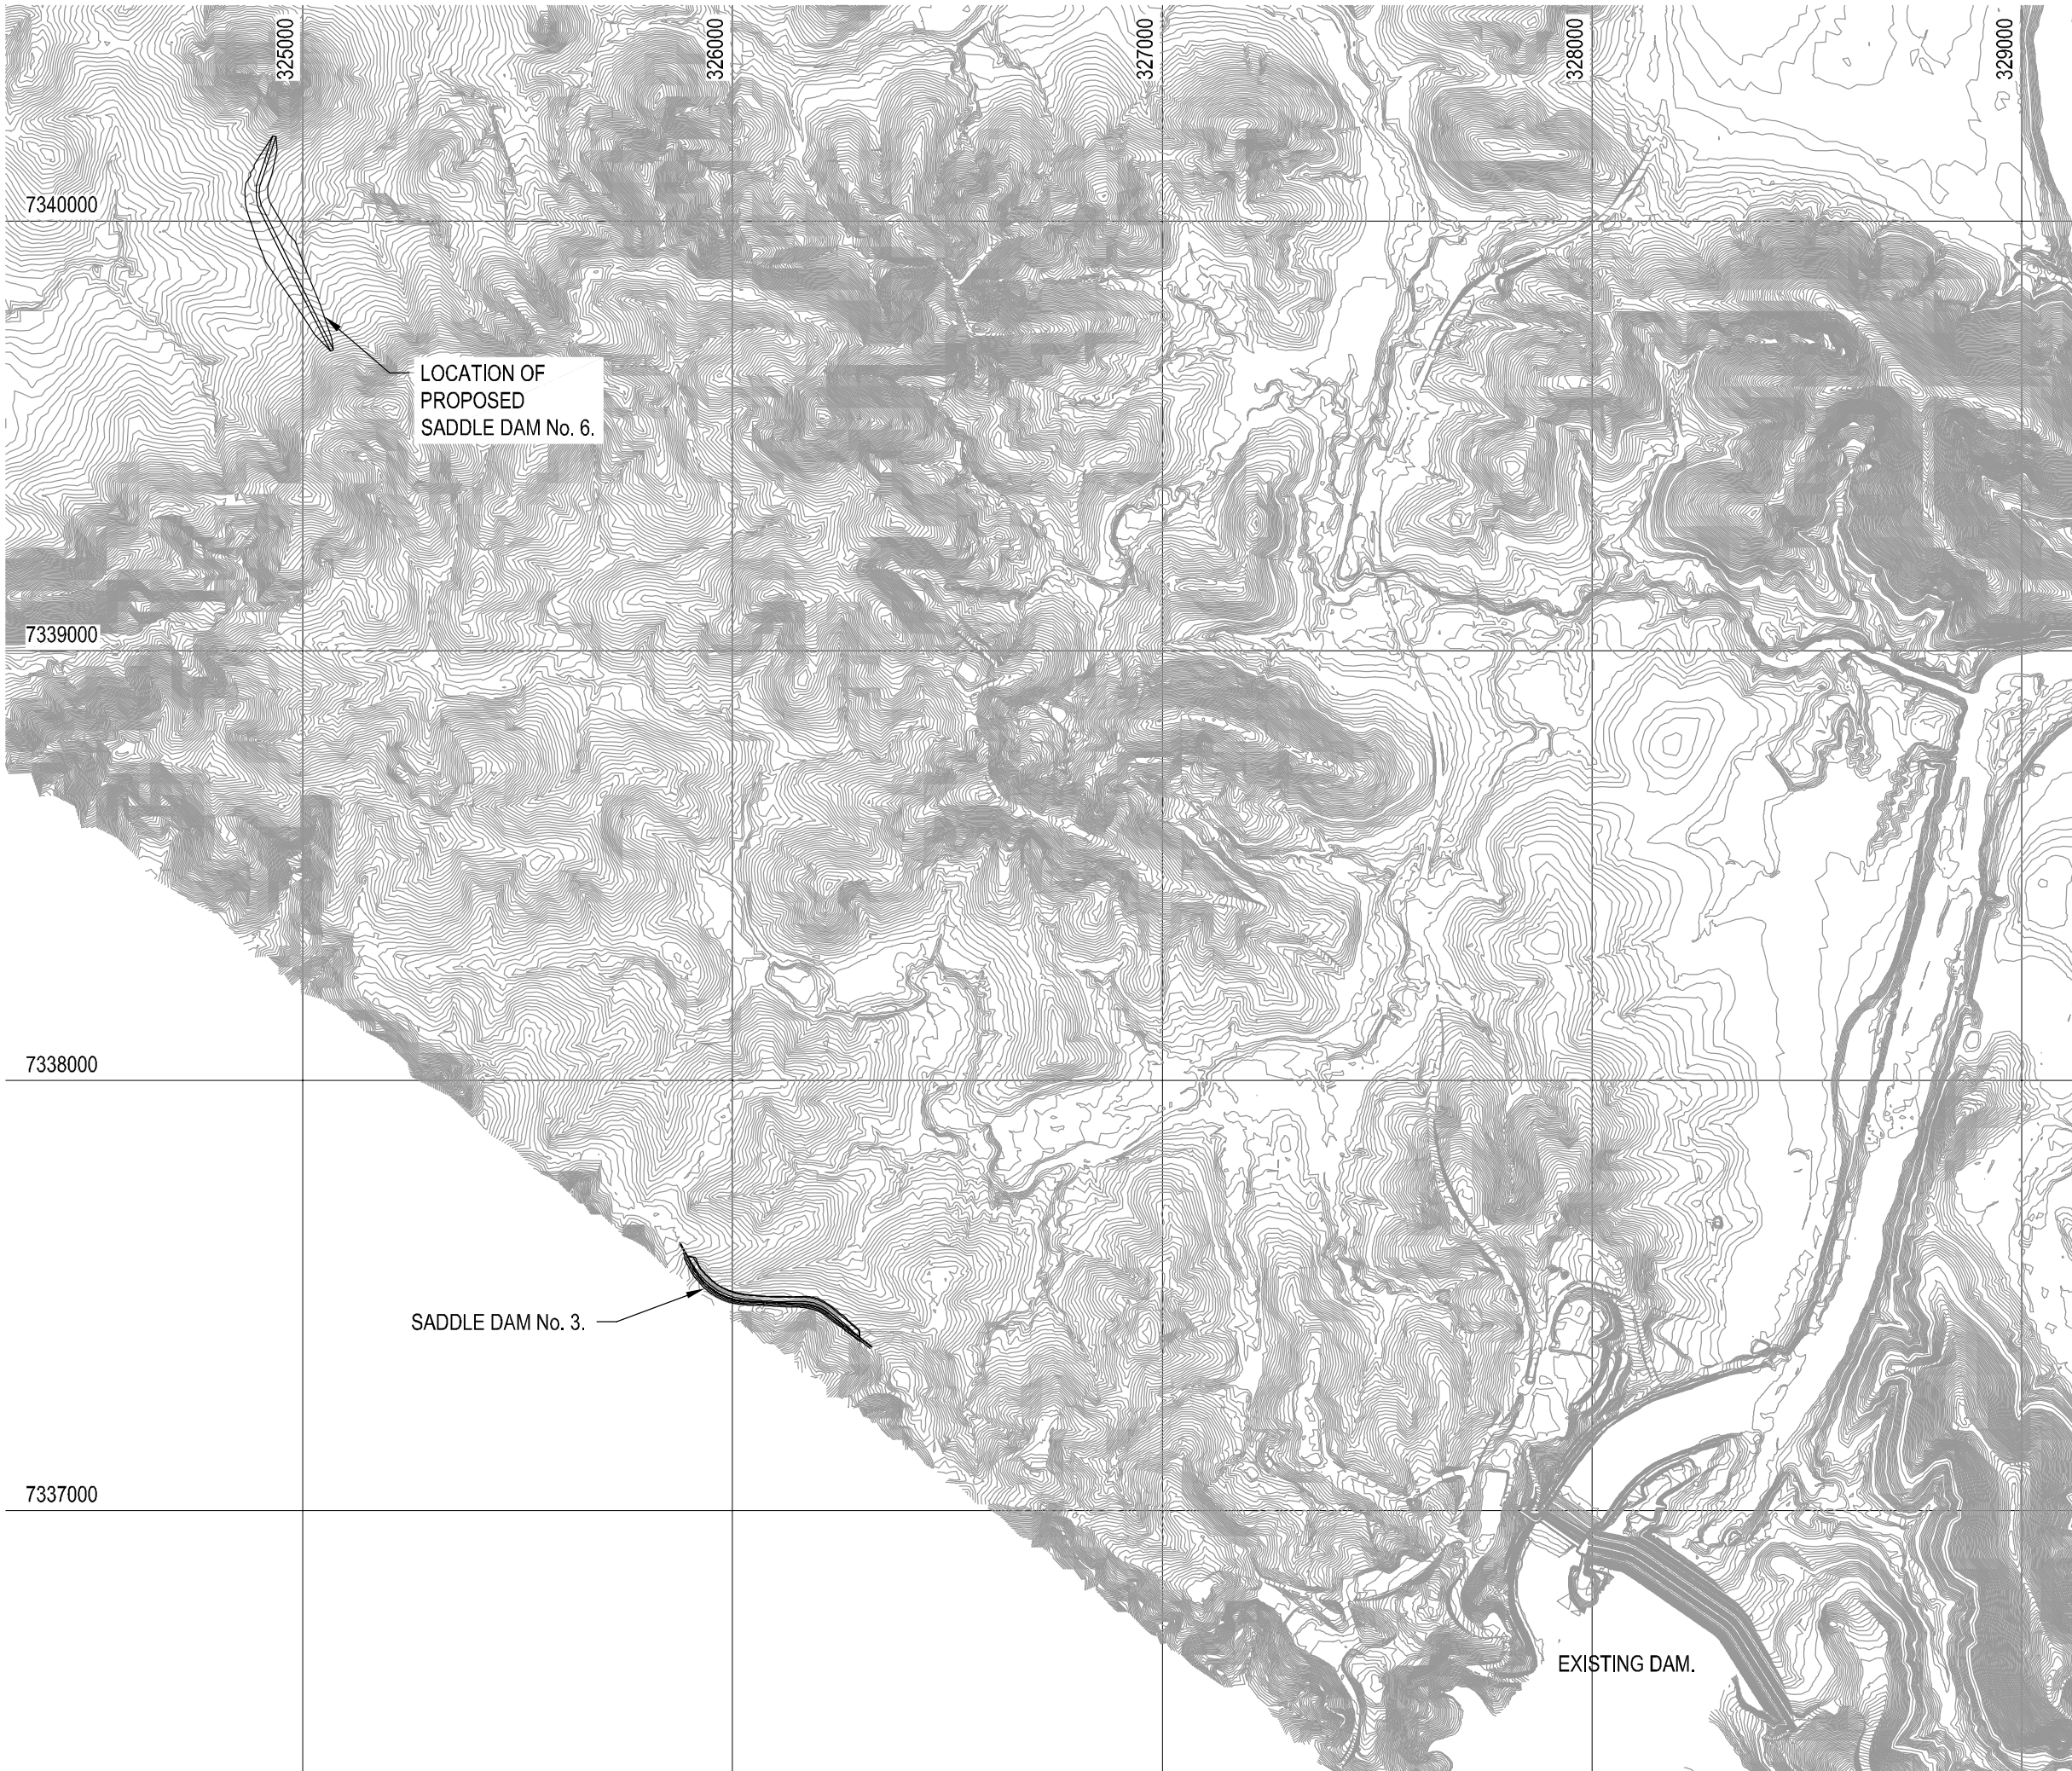 325000
326000
327000
328000
329000
7340000
LOCATION OF
PROPOSED
SADDLE DAM No. 6.
7339000
7338000
SADDLE DAM No. 3.
7337000
EXISTING DAM.